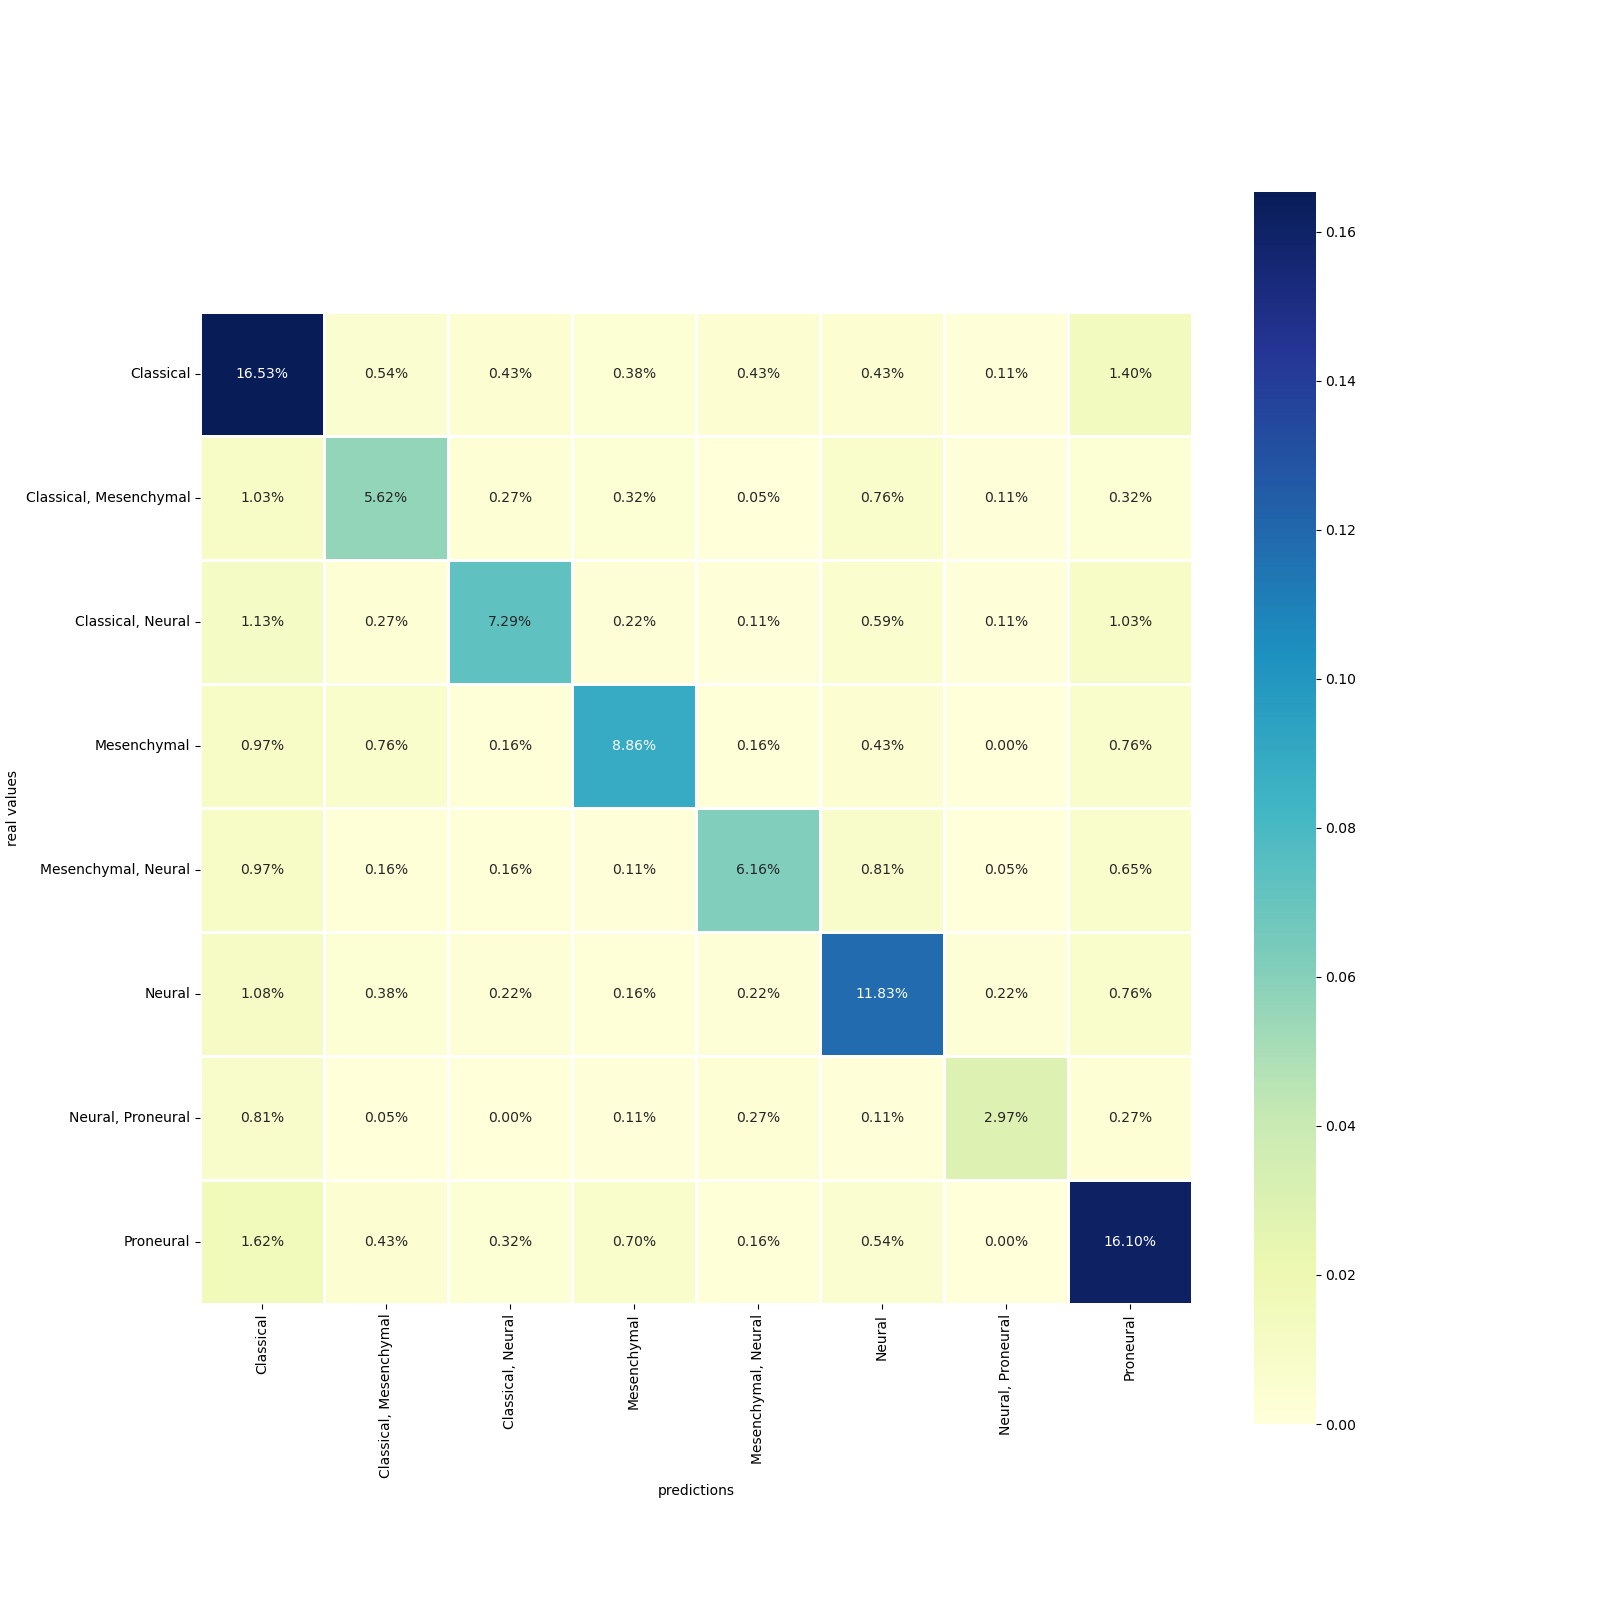 0.16
Classical 16.53% 0.54% 0.43% 0.38% 0.43% 0.43% 0.11% 1.40%
0.14
Classical, Mesenchymal 1.03% 5.62% 0.27% 0.32% 0.05% 0.76% 0.11% 0.32%
0.12
Classical, Neural 1.13% 0.27% 7.29% 0.22% 0.11% 0.59% 0.11% 1.03%
0.10
Mesenchymal 0.97% 0.76% 0.16% 8.86% 0.16% 0.43% 0.00% 0.76%
real values
0.08
Mesenchymal, Neural 0.97% 0.16% 0.16% 0.11% 6.16% 0.81% 0.05% 0.65%
0.06
Neural 1.08% 0.38% 0.22% 0.16% 0.22% 11.83% 0.22% 0.76%
Neural, Proneural 0.81% 0.05% 0.00% 0.11% 0.27% 0.11% 2.97% 0.27%
0.04
Proneural 1.62% 0.43% 0.32% 0.70% 0.16% 0.54% 0.00% 16.10%
0.02
0.00
Classical
Classical, Mesenchymal
Classical, Neural
Mesenchymal
Mesenchymal, Neural
Neural
Neural, Proneural
Proneural
predictions